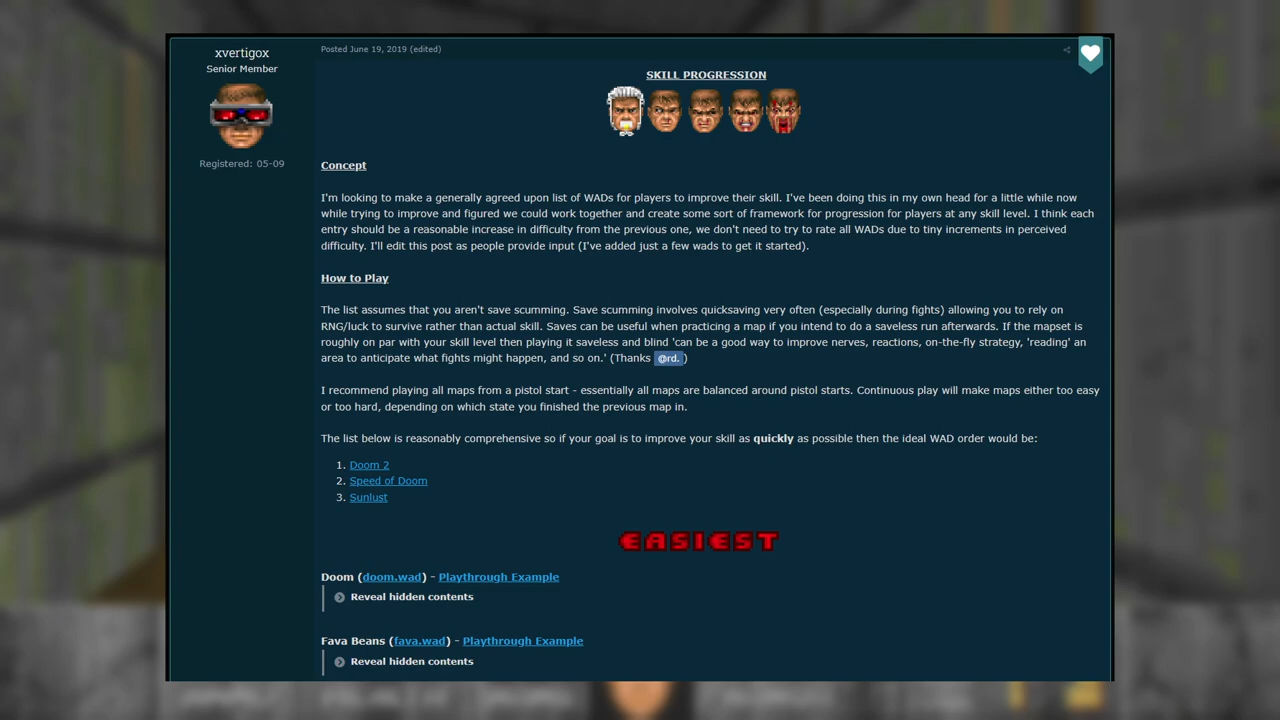 xvertigox
Senior Member
Registered: 05-09
Posted June 19, 2019 (edited)
SKILL PROGRESSION
Concept
I'm looking to make a generally agreed upon list of WADs for players to improve their skill. I've been doing this in my own head for a little while now
while trying to improve and figured we could work together and create some sort of framework for progression for players at any skill level. I think each
entry should be a reasonable increase in difficulty from the previous one, we don't need to try to rate all WADs due to tiny increments in perceived
difficulty. I'll edit this post as people provide input (I've added just a few wads to get it started).
How to Play
The list assumes that you aren't save scumming. Save scumming involves quicksaving very often (especially during fights) allowing you to rely on
RNG/luck to survive rather than actual skill. Saves can be useful when practicing a map if you intend to do a saveless run afterwards. If the mapset is
roughly on par with your skill level then playing it saveless and blind 'can be a good way to improve nerves, reactions, on-the-fly strategy, 'reading' an
area to anticipate what fights might happen, and so on.' (Thanks @rd. )
I recommend playing all maps from a pistol start - essentially all maps are balanced around pistol starts. Continuous play will make maps either too easy
or too hard, depending on which state you finished the previous map in.
The list below is reasonably comprehensive so if your goal is to improve your skill as quickly as possible then the ideal WAD order would be:
1. Doom 2
2. Speed of Doom
3. Sunlust
EASIEST
Doom (doom.wad) - Playthrough Example
Reveal hidden contents
Fava Beans (fava.wad) - Playthrough Example
Reveal hidden contents